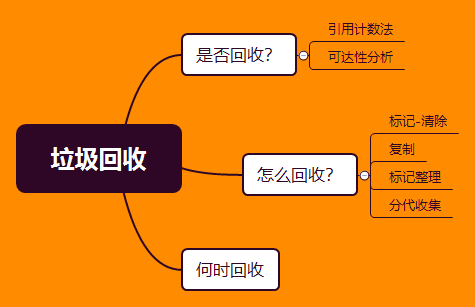 垃圾回收
是否回收？
引用计数法
可达性分析
怎么回收？
标记-清除
复制
标记整理
分代收集
何时回收